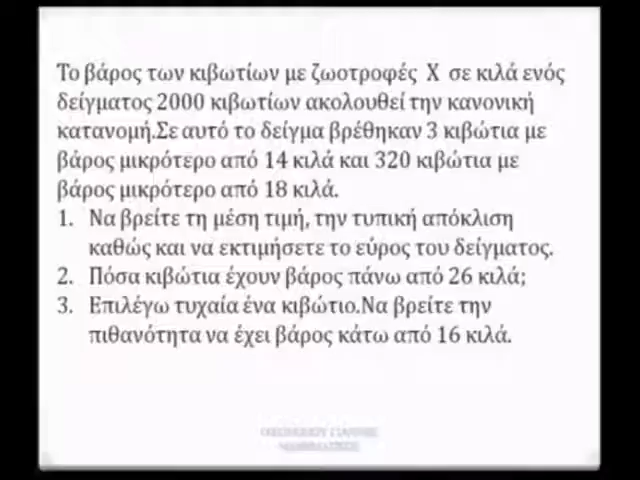 Το βάρος των κιβωτίων με ζωοτροφές Χ σε κιλά ενός
δείγματος 2000 κιβωτίων ακολουθεί την κανονική
κατανομή.Σε αυτό το δείγμα βρέθηκαν 3 κιβώτια με
βάρος μικρότερο από 14 κιλά και 320 κιβώτια με
βάρος μικρότερο από 18 κιλά.
1. Να βρείτε τη μέση τιμή, την τυπική απόκλιση
καθώς και να εκτιμήσετε το εύρος του δείγματος.
2. Πόσα κιβώτια έχουν βάρος πάνω από 26 κιλά;
3. Επιλέγω τυχαία ένα κιβώτιο.Να βρείτε την
πιθανότητα να έχει βάρος κάτω από 16 κιλά.